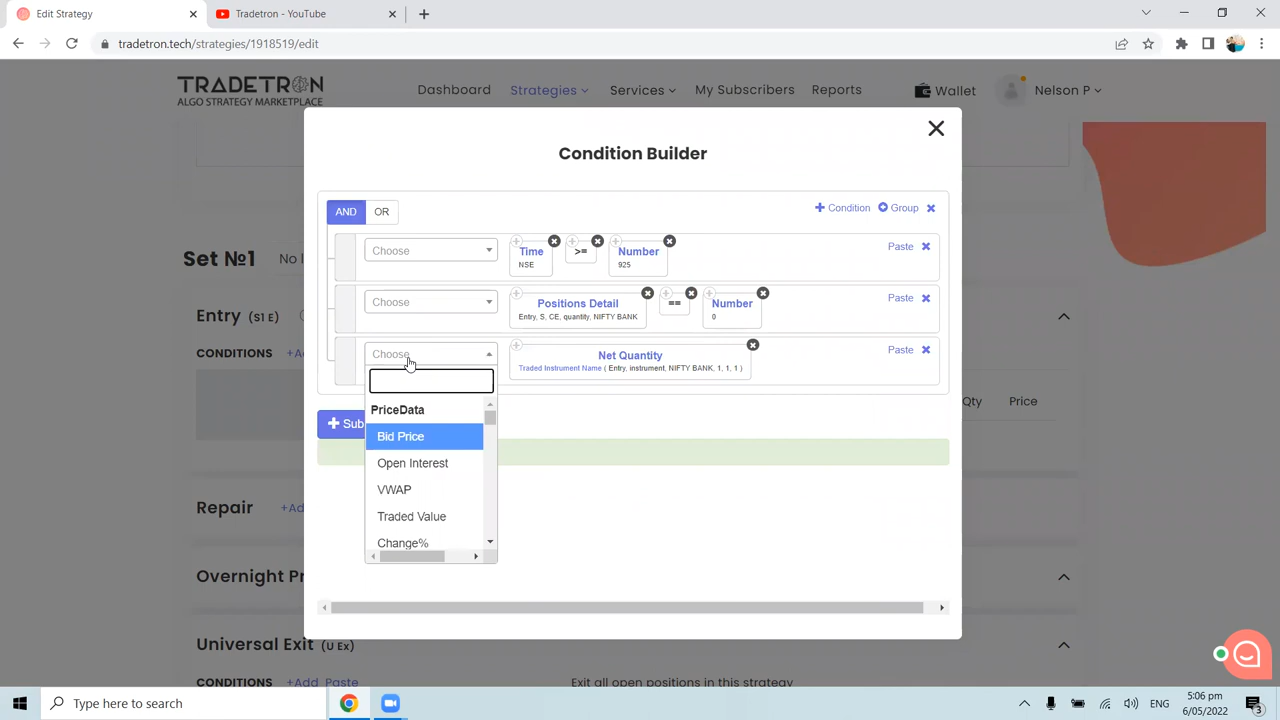 Edit Strategy
Tradetron - YouTube
tradetron.tech/strategies/1918519/edit
TRADETRON
ALGO STRATEGY MARKETPLACE
Dashboard
Strategies
Services
My Subscribers
Reports
Wallet
Nelson P
Condition Builder
AND
OR
Condition
Group
Choose
Time
NSE
>=
Number
925
Paste
Choose
Positions Detail
Entry, S. CE, quantity, NIFTY BANK
==
Number
0
Paste
Choose
Net Quantity
Traded Instrument Name ( Entry, instrument, NIFTY BANK, 1, 1, 1 )
Paste
PriceData
Bid Price
Open Interest
VWAP
Traded Value
Change%
+ Sub
Set №1
No l
Entry (S1 E)
CONDITIONS
Qty
Price
Repair
Overnight Pr
Universal Exit (U Ex)
CONDITIONS
+Add
Paste
Exit all open positions in this strategy
Type here to search
ENG
5:06 pm
6/05/2022
3